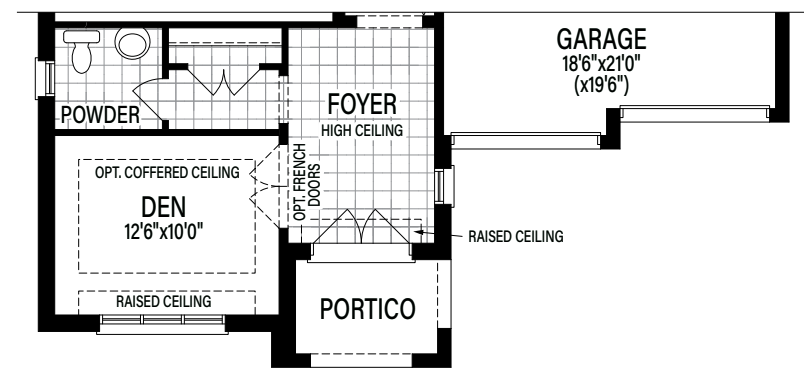 GARAGE
18'6"x21'0"
(x19'6")
POWDER
FOYER
HIGH CEILING
OPT. FRENCH
DOORS
OPT. COFFERED CEILING
DEN
12'6"x10'0"
RAISED CEILING
RAISED CEILING
PORTICO